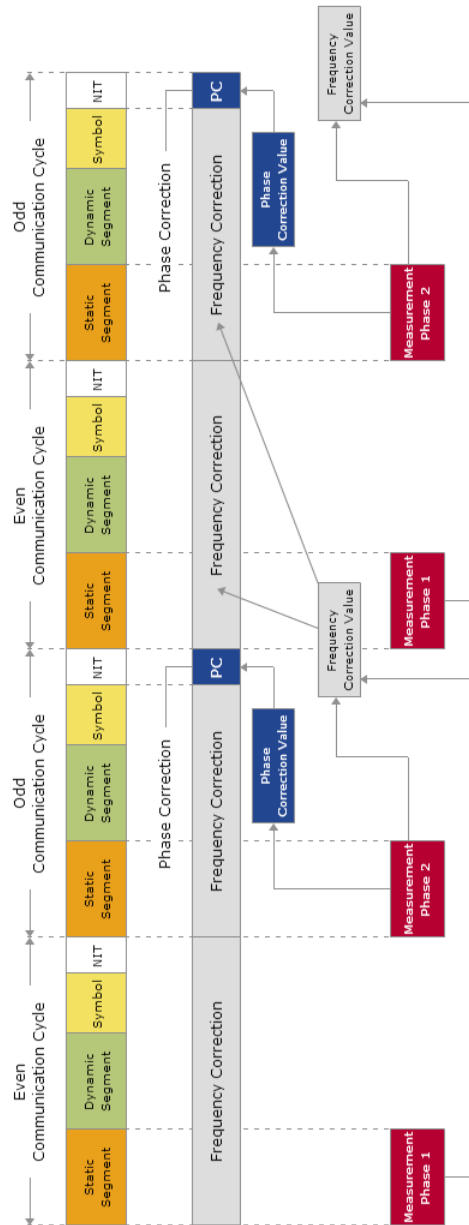 Even
Communication Cycle
Odd
Communication Cycle
Even
Communication Cycle
Odd
Communication Cycle
Static
Segment
Dynamic
Segment
Symbol
NIT
Static
Segment
Dynamic
Segment
Symbol
NIT
Static
Segment
Dynamic
Segment
Symbol
NIT
Static
Segment
Dynamic
Segment
Symbol
NIT
Phase Correction
Phase Correction
Frequency Correction
Frequency Correction
PC
Frequency Correction
Frequency Correction
PC
Phase
Correction Value
Phase
Correction Value
Frequency
Correction Value
Frequency
Correction Value
Measurement
Phase 1
Measurement
Phase 2
Measurement
Phase 1
Measurement
Phase 2